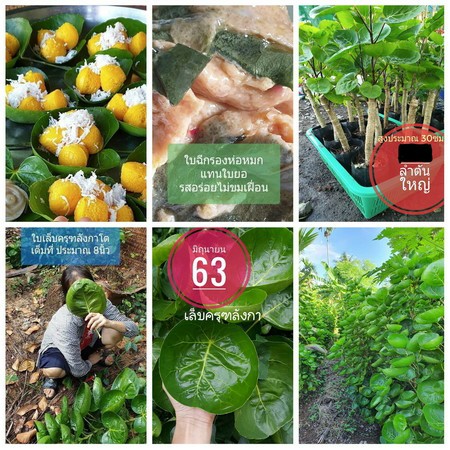 ใบฉีกรองห่อหมก
แทนใบยอ
รสอร่อยไม่ขมเฝื่อน
สูงประมาณ 30ซม
ลำต้น
ใหญ่
ใบเล็บครุฑลังกาโต
เต็มที่ ประมาณ 8นิ้ว
มิถุนายน
63
เล็บครุฑลังกา